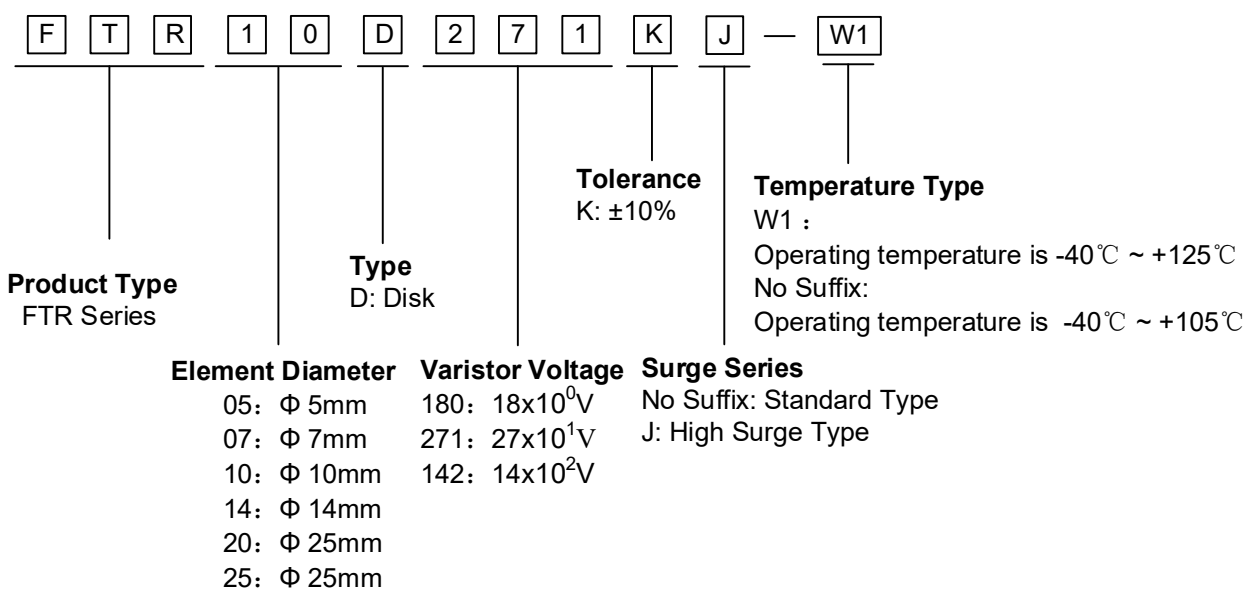 F T R 1 0 D 2 7 1 K J — W1
Tolerance
K: ±10%
Temperature Type
W1：
Operating temperature is -40℃ ~ +125℃
No Suffix:
Operating temperature is -40℃ ~ +105℃
Type
D: Disk
Product Type
FTR Series
Element Diameter
05：Φ 5mm
07：Φ 7mm
10：Φ 10mm
14：Φ 14mm
20：Φ 25mm
25：Φ 25mm
Varistor Voltage
180：18x10⁰V
271：27x10¹V
142：14x10²V
Surge Series
No Suffix: Standard Type
J: High Surge Type